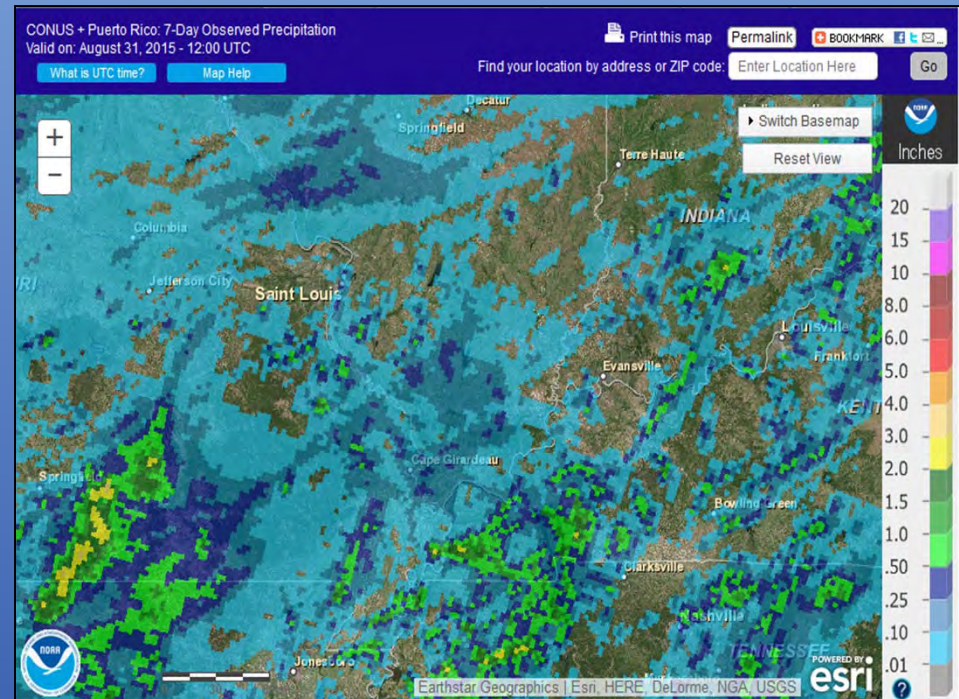 CONUS + Puerto Rico: 7-Day Observed Precipitation
Valid on: August 31, 2015 - 12:00 UTC
What is UTC time?
Map Help
Print this map
Permalink
BOOKMARK
Find your location by address or ZIP code:
Enter Location Here
Go
+
−
Switch Basemap
Reset View
Decatur
Springfield
Terre Haute
INDIANA
Columbia
Jefferson City
Saint Louis
Louisville
Frankfort
Evansville
Cape Girardeau
Bowling Green
Clarksville
Nashville
TENNESSEE
Jonesboro
NOAA
Inches
20
15
10
8.0
6.0
5.0
4.0
3.0
2.0
1.5
1.0
.50
.25
.10
.01
?
NOAA
POWERED BY
esri
Earthstar Geographics | Esri, HERE, DeLorme, NGA, USGS